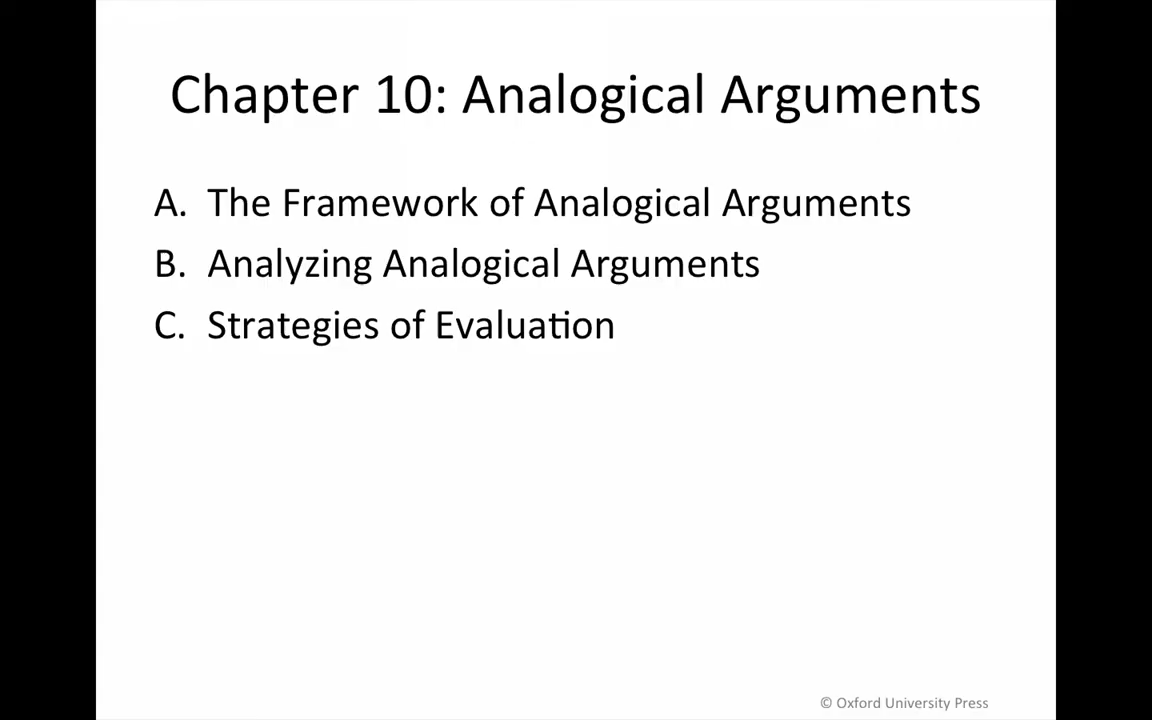 Chapter 10: Analogical Arguments
A. The Framework of Analogical Arguments
B. Analyzing Analogical Arguments
C. Strategies of Evaluation
© Oxford University Press